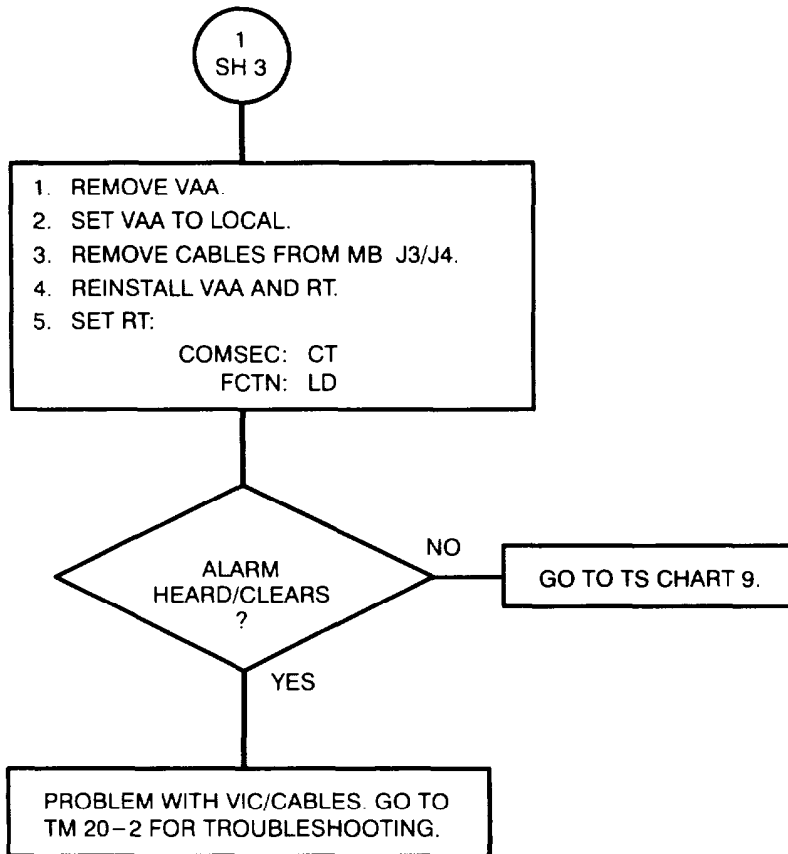 1
SH 3
1. REMOVE VAA.
2. SET VAA TO LOCAL.
3. REMOVE CABLES FROM MB J3/J4.
4. REINSTALL VAA AND RT.
5. SET RT:
COMSEC: CT
FCTN: LD
ALARM
HEARD/CLEARS
?
NO
GO TO TS CHART 9.
YES
PROBLEM WITH VIC/CABLES. GO TO
TM 20–2 FOR TROUBLESHOOTING.